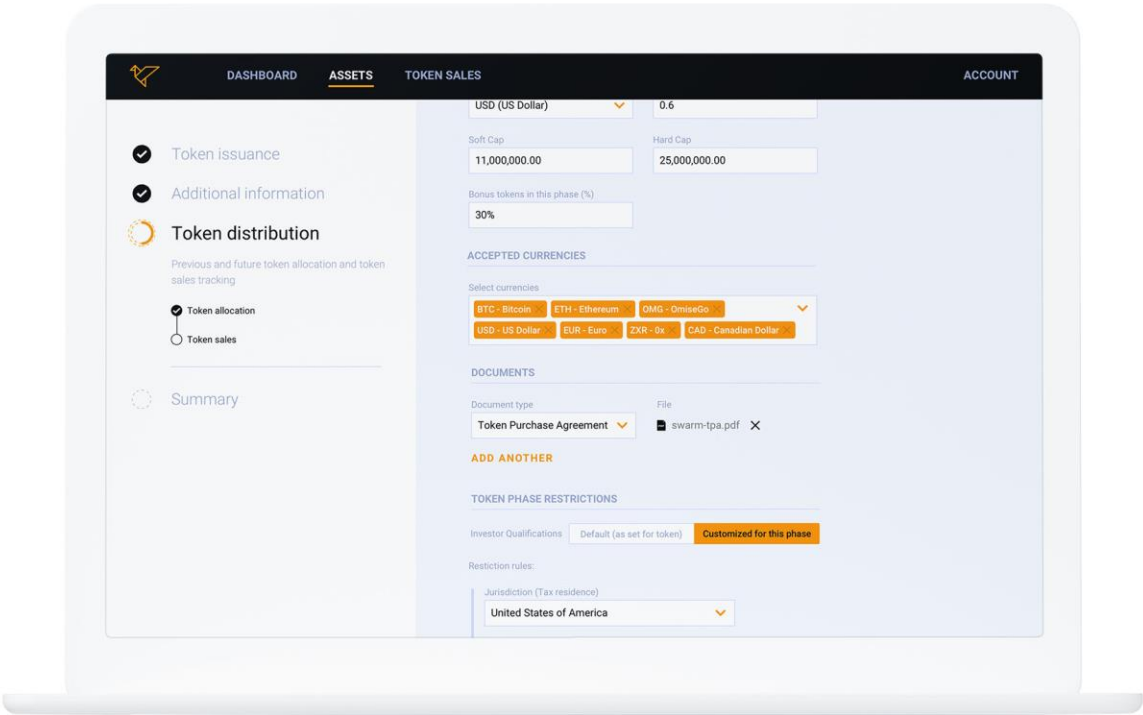 DASHBOARD ASSETS TOKEN SALES ACCOUNT
Token issuance
Additional information
Token distribution
Previous and future token allocation and token
sales tracking
Token allocation
Token sales
Summary
USD (US Dollar) 0.6
Soft Cap Hard Cap
11,000,000.00 25,000,000.00
Bonus tokens in this phase (%)
30%
ACCEPTED CURRENCIES
Select currencies
BTC - Bitcoin ETH - Ethereum OMG - OmiseGo
USD - US Dollar EUR - Euro ZXR - 0x CAD - Canadian Dollar
DOCUMENTS
Document type File
Token Purchase Agreement swarm-tpa.pdf
ADD ANOTHER
TOKEN PHASE RESTRICTIONS
Investor Qualifications Default (as set for token) Customized for this phase
Restiction rules:
Jurisdiction (Tax residence)
United States of America